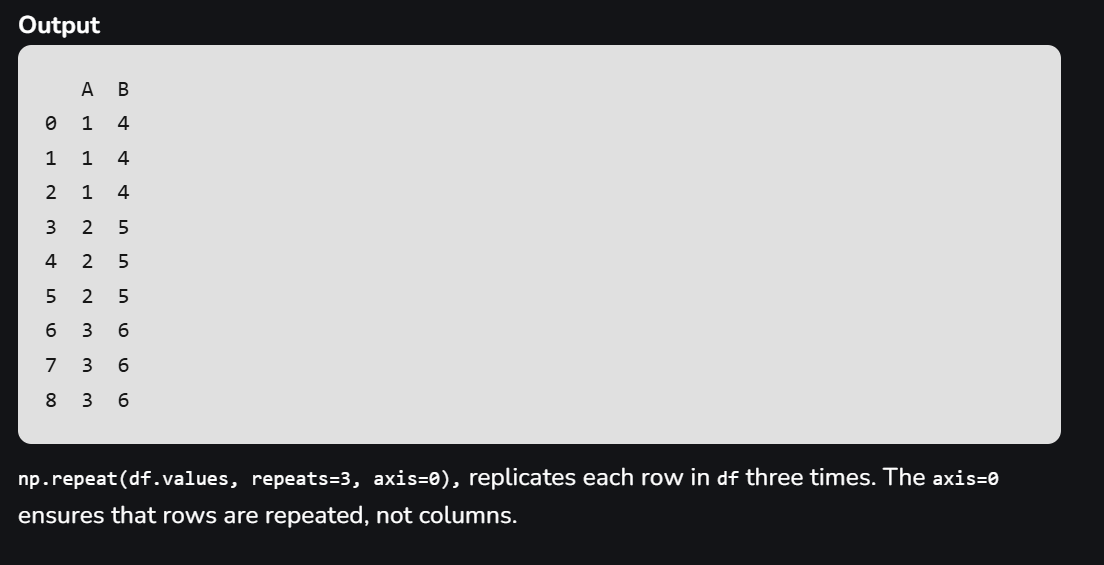 Output
A B
0 1 4
1 1 4
2 1 4
3 2 5
4 2 5
5 2 5
6 3 6
7 3 6
8 3 6
np.repeat(df.values, repeats=3, axis=0), replicates each row in df three times. The axis=0
ensures that rows are repeated, not columns.